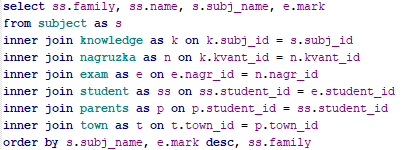 select ss.family, ss.name, s.subj_name, e.mark
from subject as s
inner join knowledge as k on k.subj_id = s.subj_id
inner join nagruzka as n on k.kvant_id = n.kvant_id
inner join exam as e on e.nagr_id = n.nagr_id
inner join student as ss on ss.student_id = e.student_id
inner join parents as p on p.student_id = ss.student_id
inner join town as t on t.town_id = p.town_id
order by s.subj_name, e.mark desc, ss.family